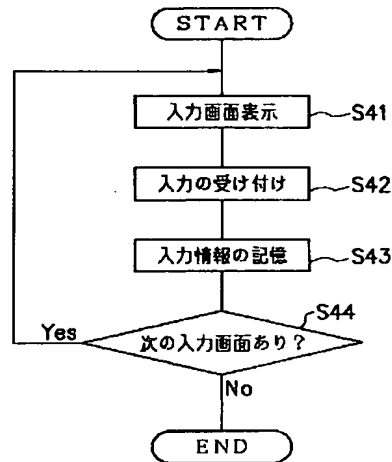 START
入力画面表示
S41
入力の受け付け
S42
入力情報の記憶
S43
S44
Yes
次の入力画面あり?
No
END